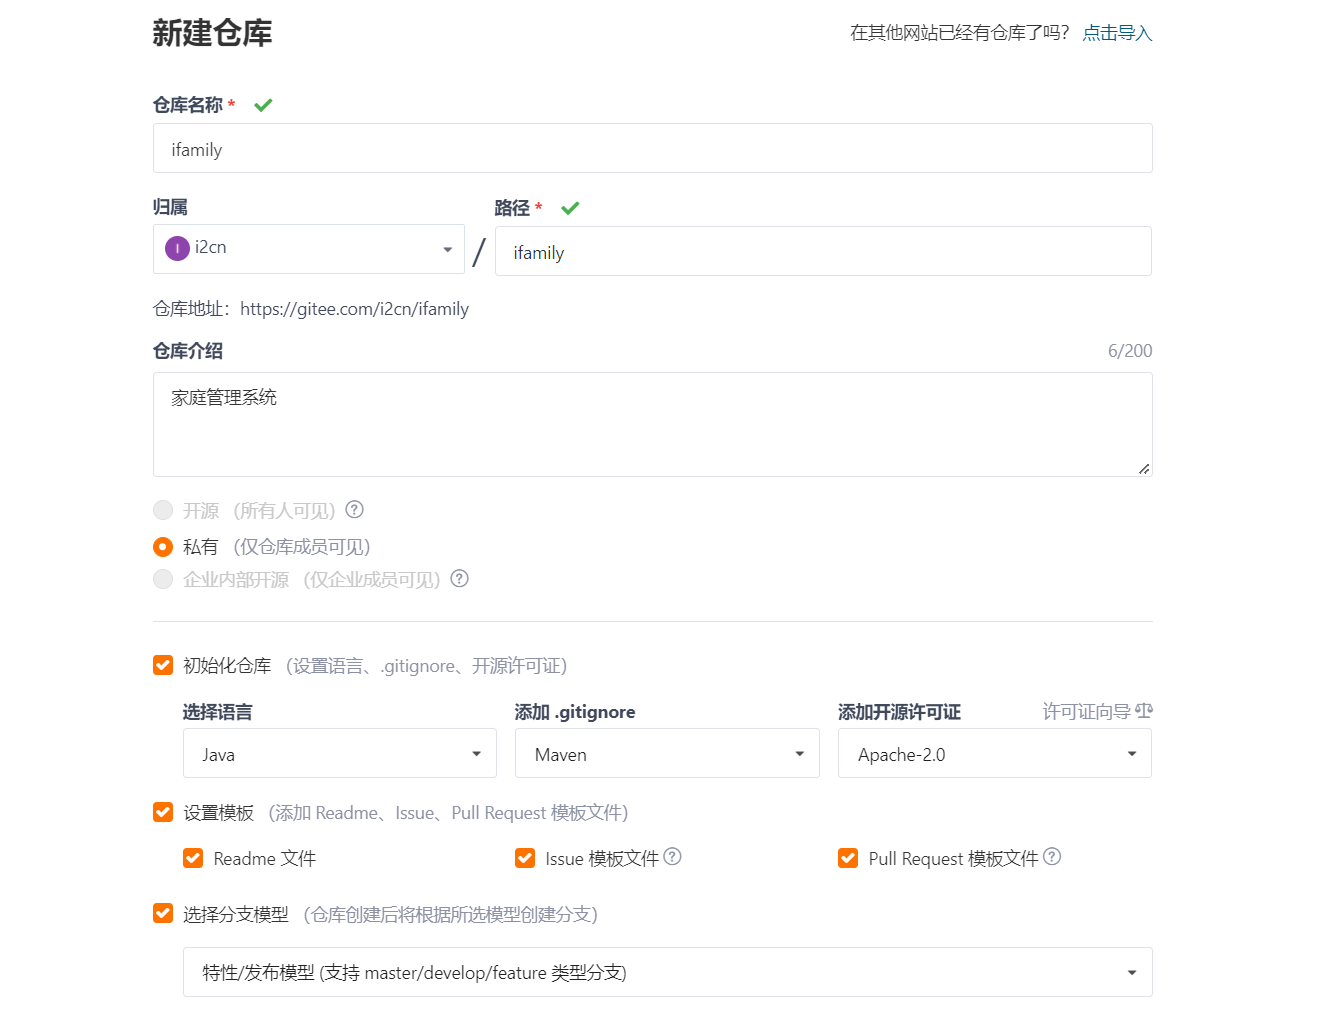 新建仓库
在其他网站已经有仓库了吗? 点击导入
仓库名称 *
ifamily
归属
路径 *
I i2cn / ifamily
仓库地址：https://gitee.com/i2cn/ifamily
仓库介绍 6/200
家庭管理系统
开源 （所有人可见） ?
私有 （仅仓库成员可见）
企业内部开源 （仅企业成员可见） ?
初始化仓库 （设置语言、.gitignore、开源许可证）
选择语言 添加 .gitignore 添加开源许可证 许可证向导
Java Maven Apache-2.0
设置模板 （添加 Readme、Issue、Pull Request 模板文件）
Readme 文件 Issue 模板文件 ? Pull Request 模板文件 ?
选择分支模型 （仓库创建后将根据所选模型创建分支）
特性/发布模型 (支持 master/develop/feature 类型分支)